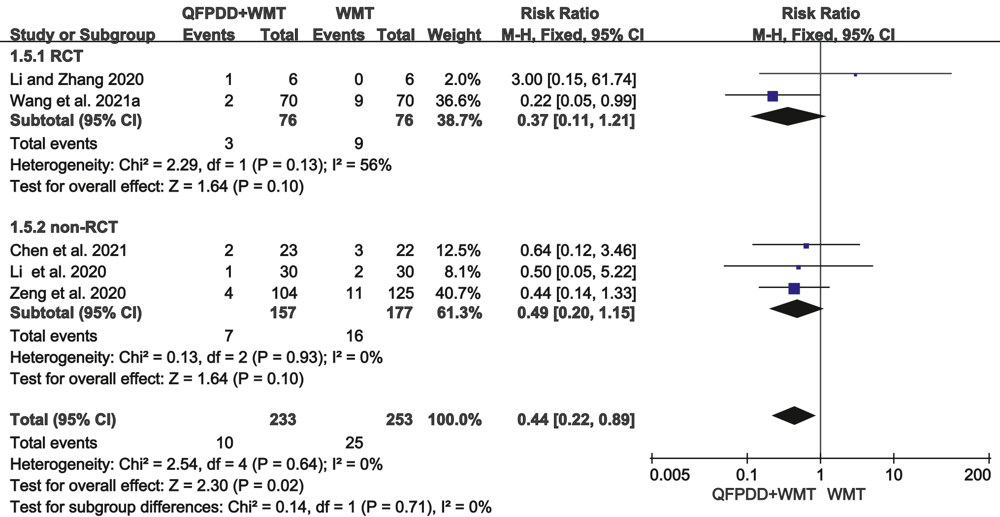 QFPDD+WMT WMT Risk Ratio Risk Ratio
Study or Subgroup Events Total Events Total Weight M-H, Fixed, 95% CI M-H, Fixed, 95% CI
1.5.1 RCT
Li and Zhang 2020 1 6 0 6 2.0% 3.00 [0.15, 61.74]
Wang et al. 2021a 2 70 9 70 36.6% 0.22 [0.05, 0.99]
Subtotal (95% CI) 76 76 38.7% 0.37 [0.11, 1.21]
Total events 3 9
Heterogeneity: Chi² = 2.29, df = 1 (P = 0.13); I² = 56%
Test for overall effect: Z = 1.64 (P = 0.10)
1.5.2 non-RCT
Chen et al. 2021 2 23 3 22 12.5% 0.64 [0.12, 3.46]
Li et al. 2020 1 30 2 30 8.1% 0.50 [0.05, 5.22]
Zeng et al. 2020 4 104 11 125 40.7% 0.44 [0.14, 1.33]
Subtotal (95% CI) 157 177 61.3% 0.49 [0.20, 1.15]
Total events 7 16
Heterogeneity: Chi² = 0.13, df = 2 (P = 0.93); I² = 0%
Test for overall effect: Z = 1.64 (P = 0.10)
Total (95% CI) 233 253 100.0% 0.44 [0.22, 0.89]
Total events 10 25
Heterogeneity: Chi² = 2.54, df = 4 (P = 0.64); I² = 0%
Test for overall effect: Z = 2.30 (P = 0.02)
Test for subgroup differences: Chi² = 0.14, df = 1 (P = 0.71), I² = 0%
0.005 0.1 1 10 200
QFPDD+WMT WMT